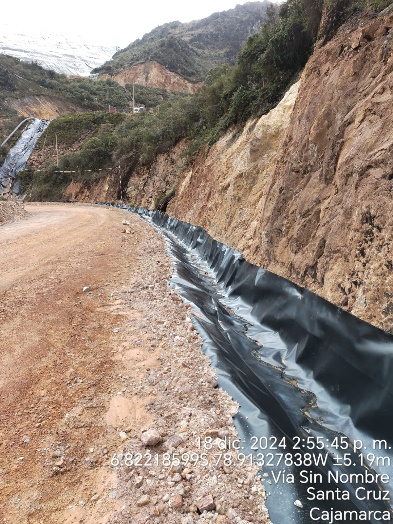 18 dic. 2024 2:55:45 p. m.
6.82218599S,78.91327838W ±5.19m
Vía Sin Nombre
Santa Cruz
Cajamarca